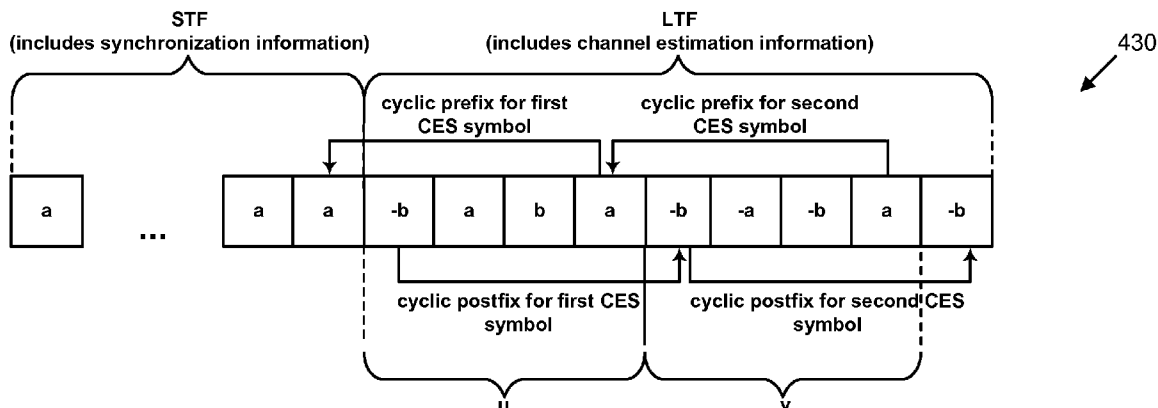 STF
(includes synchronization information)
LTF
(includes channel estimation information)
430
cyclic prefix for first
CES symbol
cyclic prefix for second
CES symbol
a ... a a -b a b a -b -a -b a -b
cyclic postfix for first CES
symbol
cyclic postfix for second CES
symbol
u
v